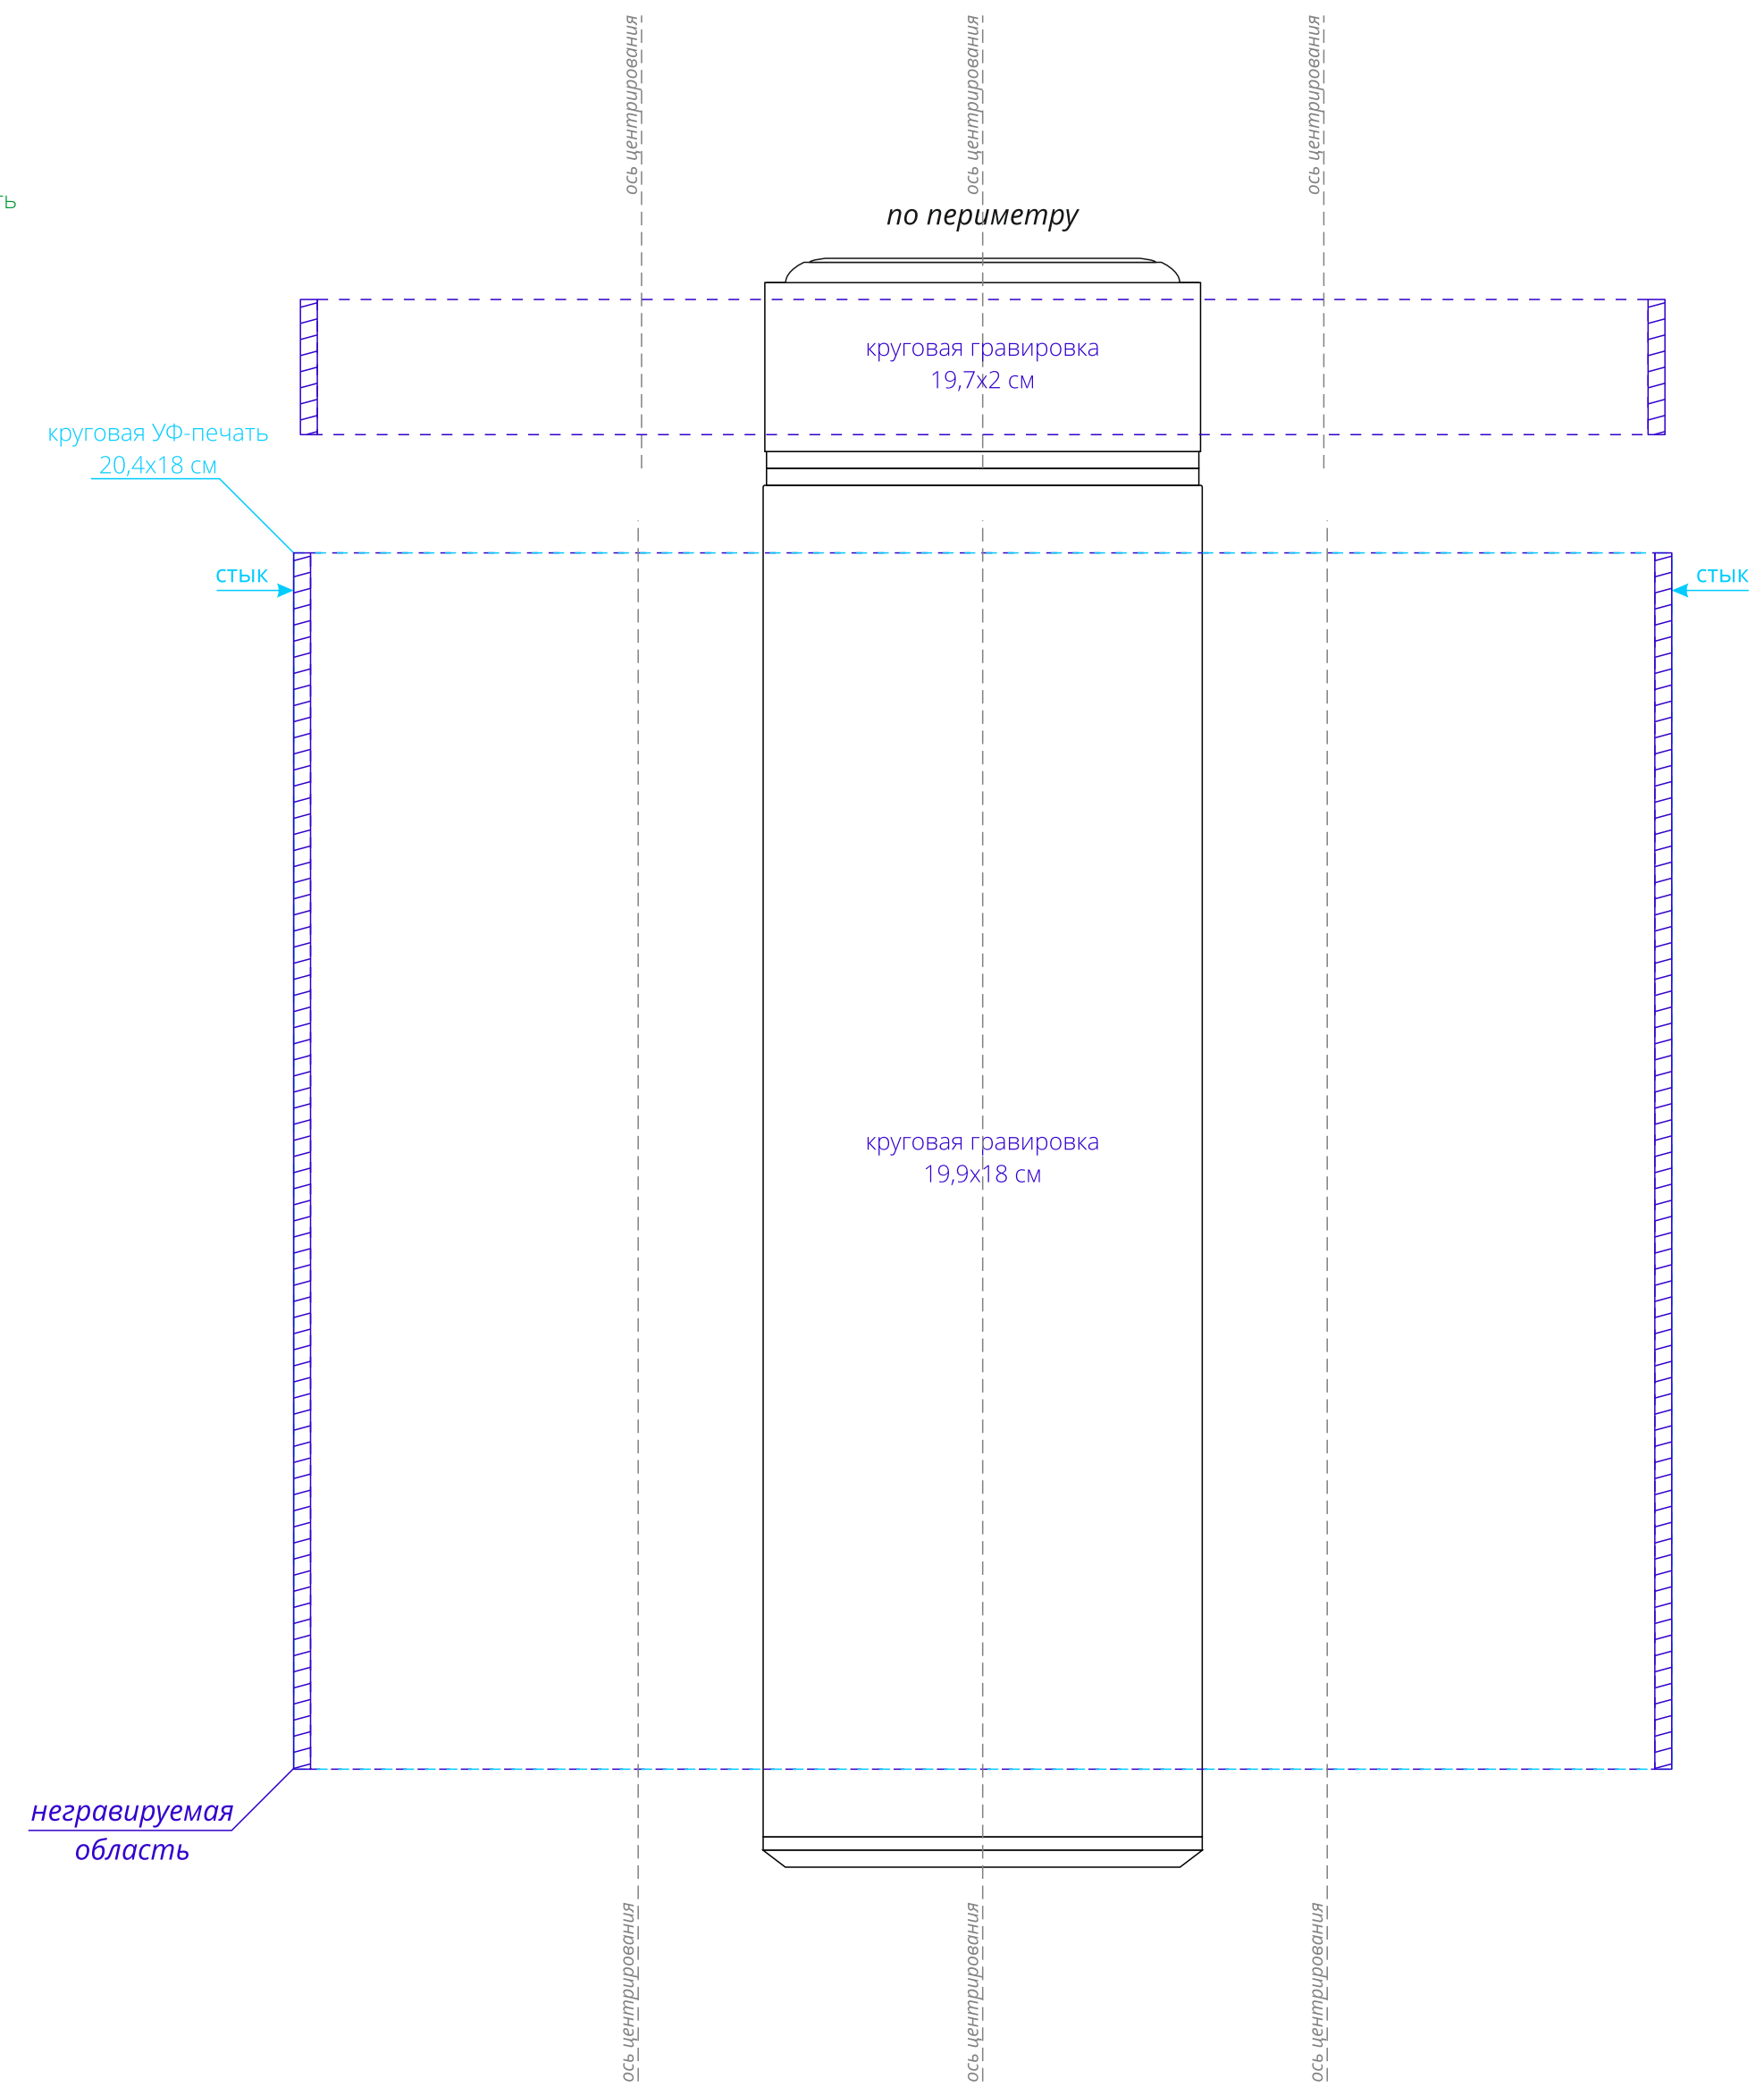 ось центрирования
ось центрирования
ось центрирования
по периметру
круговая гравировка
19,7х2 см
круговая УФ-печать
20,4х18 см
стык
стык
круговая гравировка
19,9х18 см
негравируемая
область
ось центрирования
ось центрирования
ось центрирования